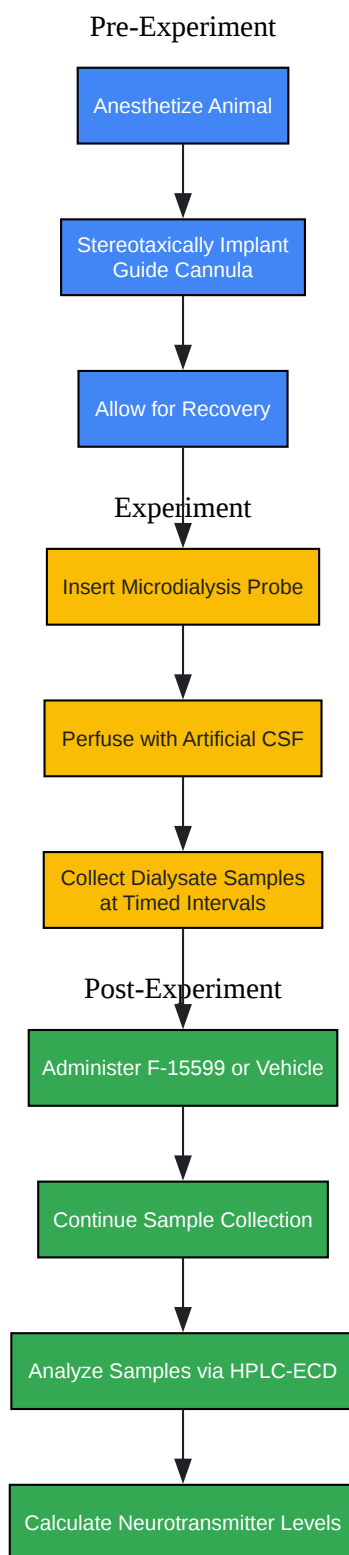 Pre-Experiment
Anesthetize Animal
Stereotaxically Implant
Guide Cannula
Allow for Recovery
Experiment
Insert Microdialysis Probe
Perfuse with Artificial CSF
Collect Dialysate Samples
at Timed Intervals
Post-Experiment
Administer F-15599 or Vehicle
Continue Sample Collection
Analyze Samples via HPLC-ECD
Calculate Neurotransmitter Levels